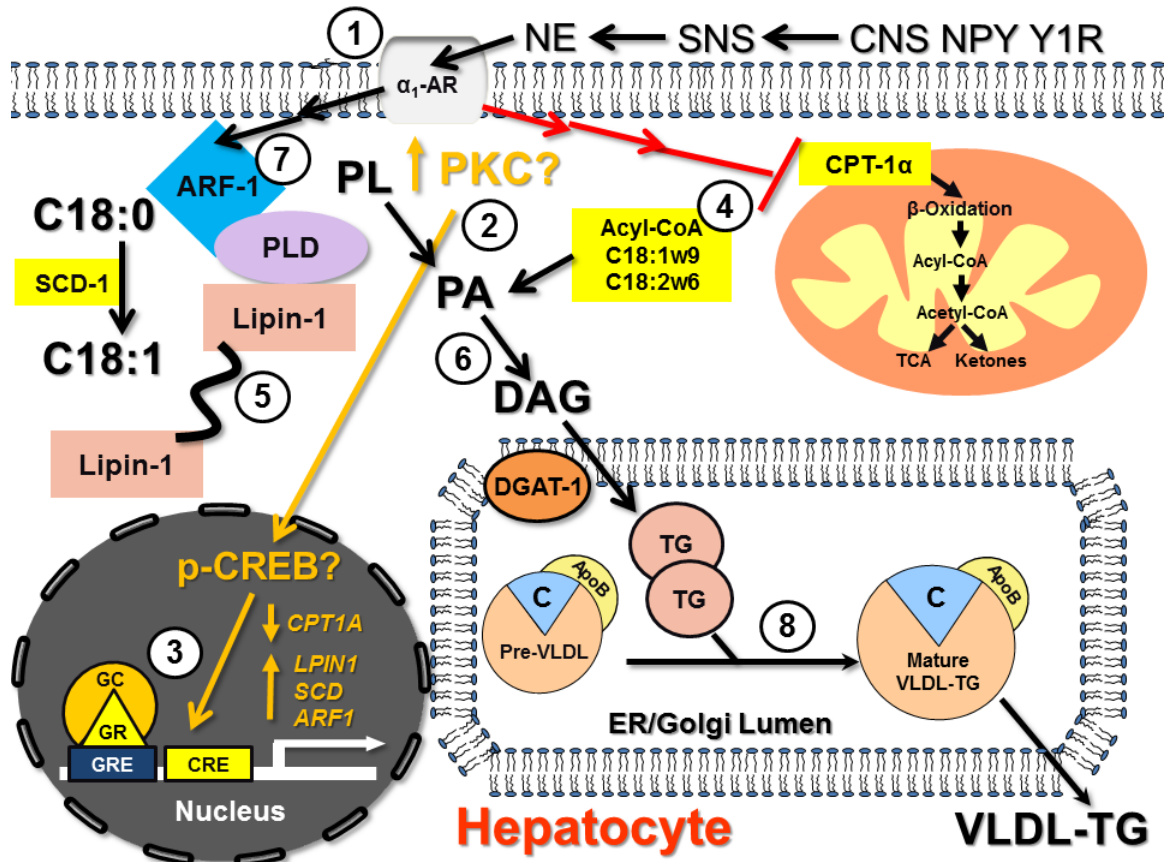 1
NE
SNS
CNS NPY Y1R
α1-AR
7
ARF-1
PL
PKC?
CPT-1α
C18:0
PLD
2
4
Acyl-CoA
C18:1w9
C18:2w6
β-Oxidation
Acyl-CoA
Acetyl-CoA
TCA
Ketones
SCD-1
PA
Lipin-1
C18:1
6
5
DAG
Lipin-1
DGAT-1
p-CREB?
CPT1A
LPIN1
SCD
ARF1
3
GC
GR
GRE
CRE
Nucleus
TG
TG
C
ApoB
Pre-VLDL
8
C
ApoB
Mature
VLDL-TG
ER/Golgi Lumen
Hepatocyte
VLDL-TG